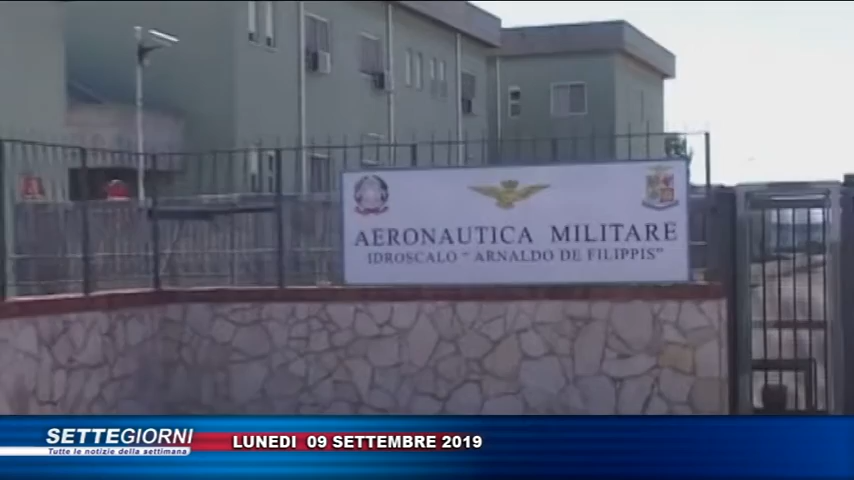 AERONAUTICA MILITARE
IDROSCALO "ARNALDO DE FILIPPIS"
SETTEGIORNI
Tutte le notizie della settimana
LUNEDI 09 SETTEMBRE 2019